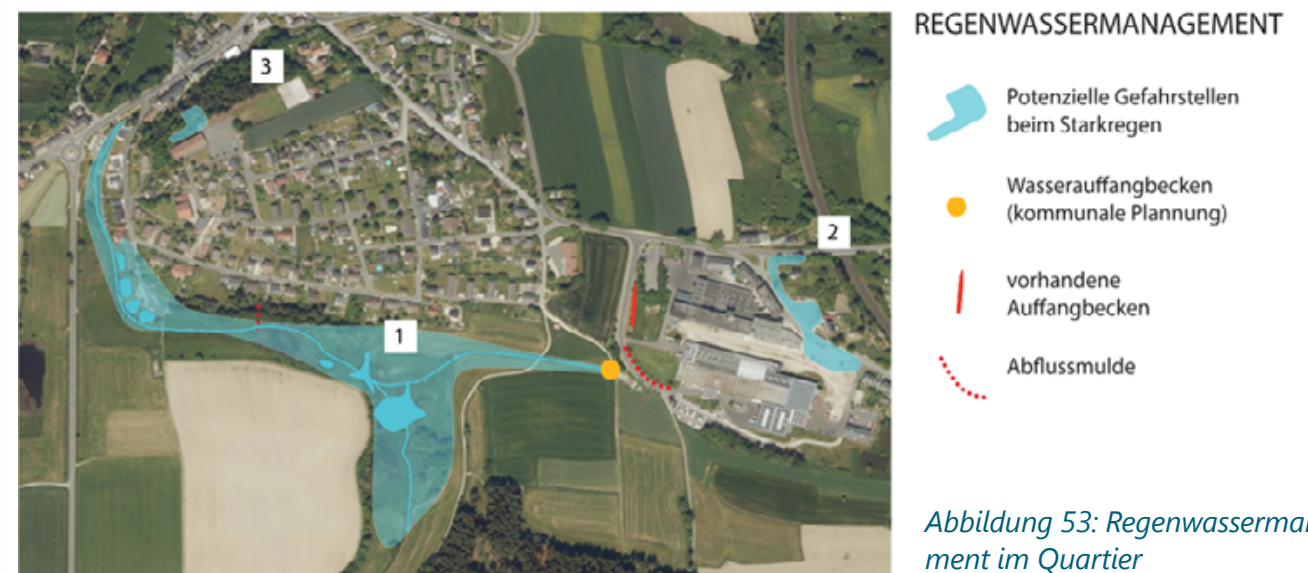 3
2
1
REGENWASSERMANAGEMENT
Potenzielle Gefahrstellen
beim Starkregen
Wasserauffangbecken
(kommunale Plannung)
vorhandene
Auffangbecken
Abflussmulde
Abbildung 53: Regenwasserman
ment im Quartier